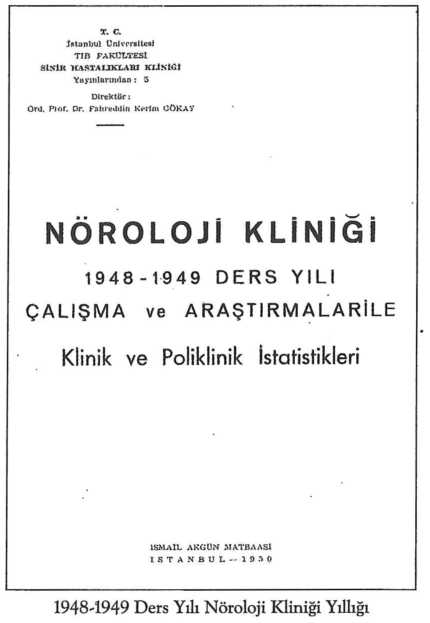 T. C.
İstanbul Üniversitesi
TIB FAKÜLTESİ
SİNİR HASTALIKLARI KLİNİĞİ
Yayınlarından : 5
Direktör :
Ord. Prof. Dr. Fahreddin Kerim GÖKAY
NÖROLOJİ KLİNİĞİ
1948-1949 DERS YILI
ÇALIŞMA ve ARAŞTIRMALARİLE
Klinik ve Poliklinik İstatistikleri
İSMAİL AKGÜN MATBAASI
ISTANBUL — 1950
1948-1949 Ders Yılı Nöroloji Kliniği Yıllığı